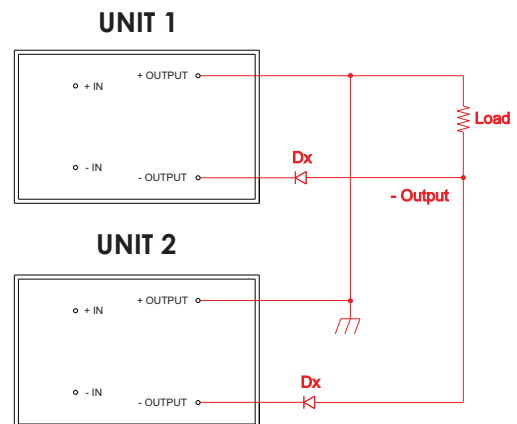 UNIT 1
+ OUTPUT
+ IN
Load
Dx
- IN
- OUTPUT
- Output
UNIT 2
+ OUTPUT
+ IN
Dx
- IN
- OUTPUT